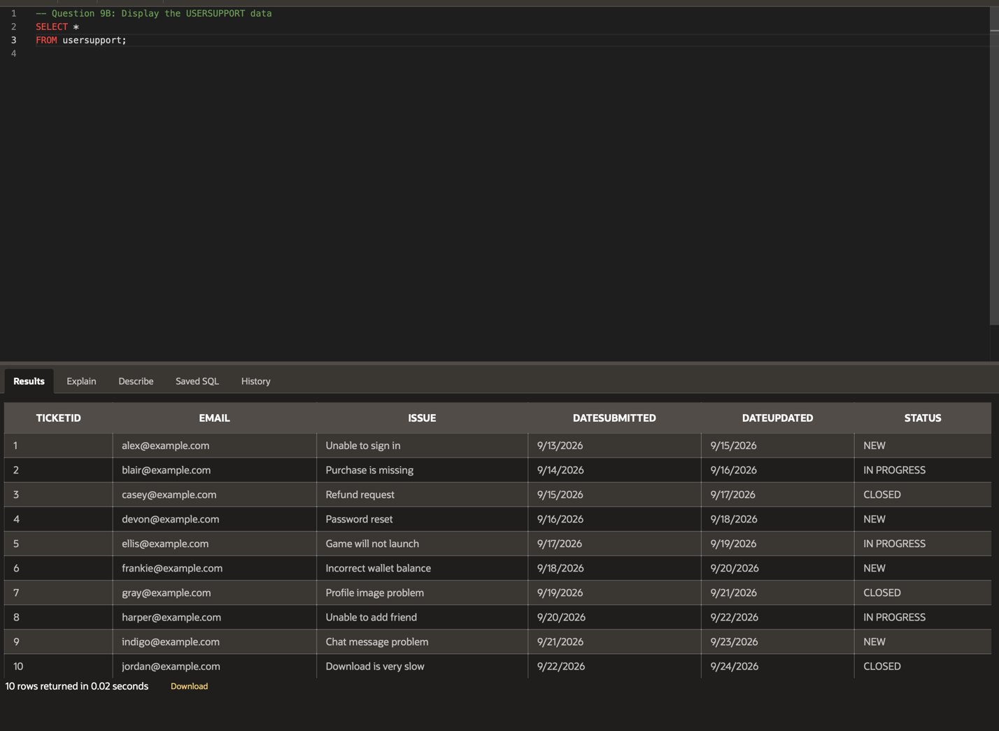 1 -- Question 9B: Display the USERSUPPORT data
2 SELECT *
3 FROM usersupport;
4
Results Explain Describe Saved SQL History
TICKETID EMAIL ISSUE DATESUBMITTED DATEUPDATED STATUS
1 alex@example.com Unable to sign in 9/13/2026 9/15/2026 NEW
2 blair@example.com Purchase is missing 9/14/2026 9/16/2026 IN PROGRESS
3 casey@example.com Refund request 9/15/2026 9/17/2026 CLOSED
4 devon@example.com Password reset 9/16/2026 9/18/2026 NEW
5 ellis@example.com Game will not launch 9/17/2026 9/19/2026 IN PROGRESS
6 frankie@example.com Incorrect wallet balance 9/18/2026 9/20/2026 NEW
7 gray@example.com Profile image problem 9/19/2026 9/21/2026 CLOSED
8 harper@example.com Unable to add friend 9/20/2026 9/22/2026 IN PROGRESS
9 indigo@example.com Chat message problem 9/21/2026 9/23/2026 NEW
10 jordan@example.com Download is very slow 9/22/2026 9/24/2026 CLOSED
10 rows returned in 0.02 seconds Download